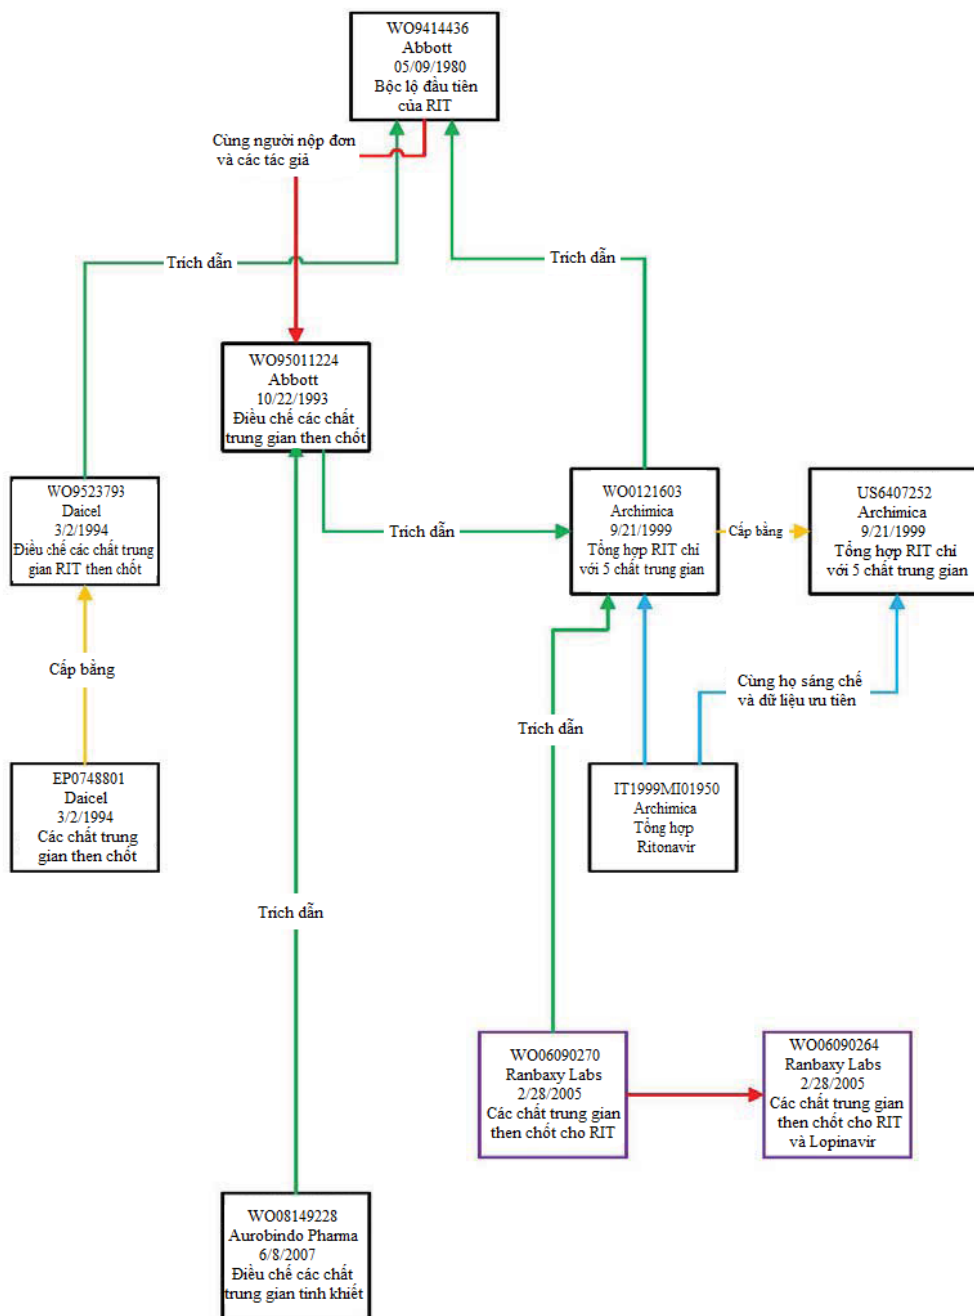 WO9414436
Abbott
05/09/1980
Bộc lộ đầu tiên
của RIT
Cùng người nộp đơn
và các tác giả
Trích dẫn
Trích dẫn
WO95011224
Abbott
10/22/1993
Điều chế các chất
trung gian then chốt
WO9523793
Daicel
3/2/1994
Điều chế các chất trung
gian RIT then chốt
Trích dẫn
WO0121603
Archimica
9/21/1999
Tổng hợp RIT chỉ
với 5 chất trung gian
Cấp bằng
US6407252
Archimica
9/21/1999
Tổng hợp RIT chỉ
với 5 chất trung gian
Cấp bằng
Cùng họ sáng chế
và dữ liệu ưu tiên
Trích dẫn
EP0748801
Daicel
3/2/1994
Các chất trung
gian then chốt
IT1999MI01950
Archimica
Tổng hợp
Ritonavir
Trích dẫn
WO06090270
Ranbaxy Labs
2/28/2005
Các chất trung gian
then chốt cho RIT
WO06090264
Ranbaxy Labs
2/28/2005
Các chất trung gian
then chốt cho RIT
và Lopinavir
WO08149228
Aurobindo Pharma
6/8/2007
Điều chế các chất
trung gian tinh khiết